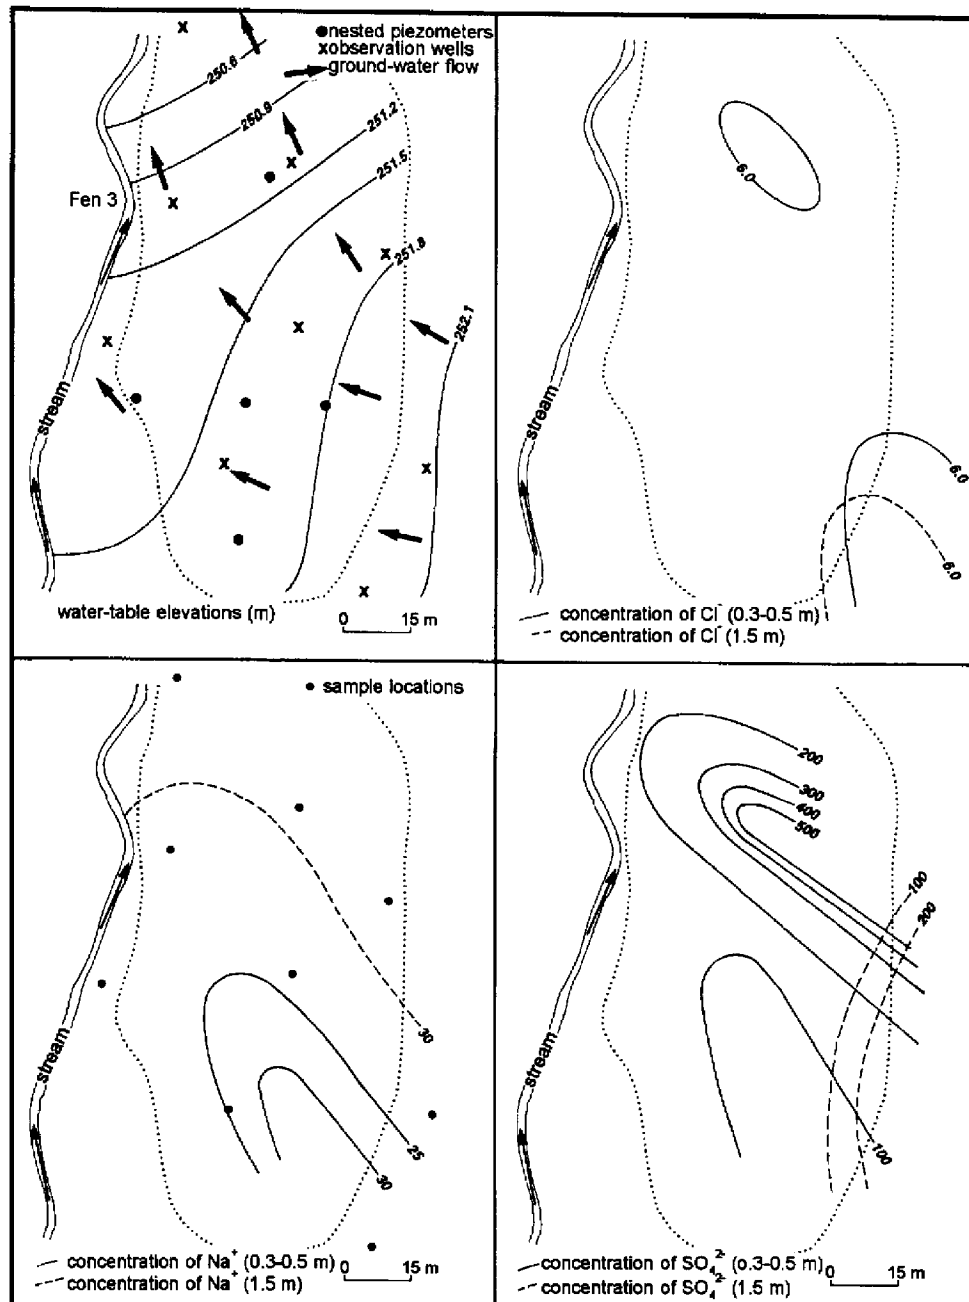 ●nested piezometers
xobservation wells
ground-water flow
250.6
250.9
251.2
251.5
251.8
252.1
Fen 3
stream
water-table elevations (m)
0 15 m
6.0
stream
6.0
6.0
concentration of Cl⁻ (0.3-0.5 m)
concentration of Cl⁻ (1.5 m)
• sample locations
stream
30
25
30
concentration of Na⁺ (0.3-0.5 m)
concentration of Na⁺ (1.5 m)
0 15 m
200
300
400
500
100
200
stream
100
concentration of SO₄²⁻ (0.3-0.5 m)
concentration of SO₄²⁻ (1.5 m)
0 15 m